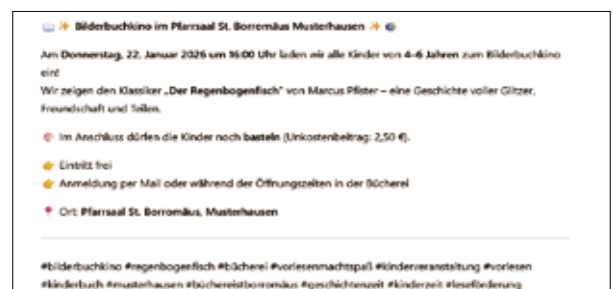 📖 ✨ Bilderbuchkino im Pfarrsaal St. Borromäus Musterhausen ✨
Am Donnerstag, 22. Januar 2026 um 16:00 Uhr laden wir alle Kinder von 4–6 Jahren zum Bilderbuchkino
ein!
Wir zeigen den Klassiker „Der Regenbogenfisch“ von Marcus Pfister – eine Geschichte voller Glitzer,
Freundschaft und Teilen.
🎨 Im Anschluss dürfen die Kinder noch basteln (Unkostenbeitrag: 2,50 €).
👉 Eintritt frei
👉 Anmeldung per Mail oder während der Öffnungszeiten in der Bücherei
📍 Ort: Pfarrsaal St. Borromäus, Musterhausen
#bilderbuchkino #regenbogenfisch #bücherei #vorlesenmachtspaß #kinderveranstaltung #vorlesen
#kinderbuch #musterhausen #büchereistborromäus #geschichtenzeit #kinderzeit #leseförderung